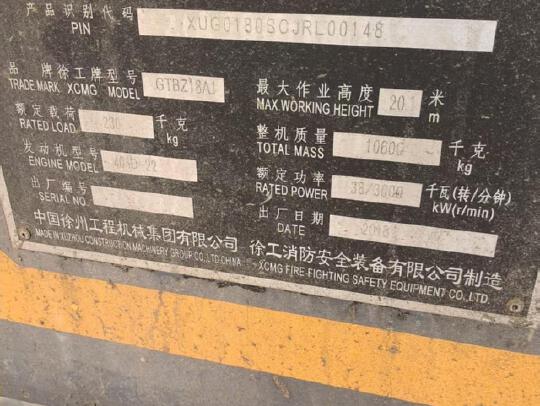 产品识别代码
PIN XUG0180SCJRL00148
品牌徐工牌型号 GTBZ18A1
TRADE MARK XCMG MODEL
最大作业高度 20.1 米
MAX WORKING HEIGHT m
额定载荷 230 千克
RATED LOAD kg
整机质量 10600 千克
TOTAL MASS kg
发动机型号
ENGINE MODEL
额定功率 千瓦(转/分钟)
RATED POWER kW(r/min)
出厂编号
SERIAL NO.
出厂日期 2018
DATE
中国徐州工程机械集团有限公司
MADE IN XUZHOU CONSTRUCTION MACHINERY GROUP CO.,LTD.CHINA
徐工消防安全装备有限公司制造
XCMG FIRE-FIGHTING SAFETY EQUIPMENT CO.,LTD.